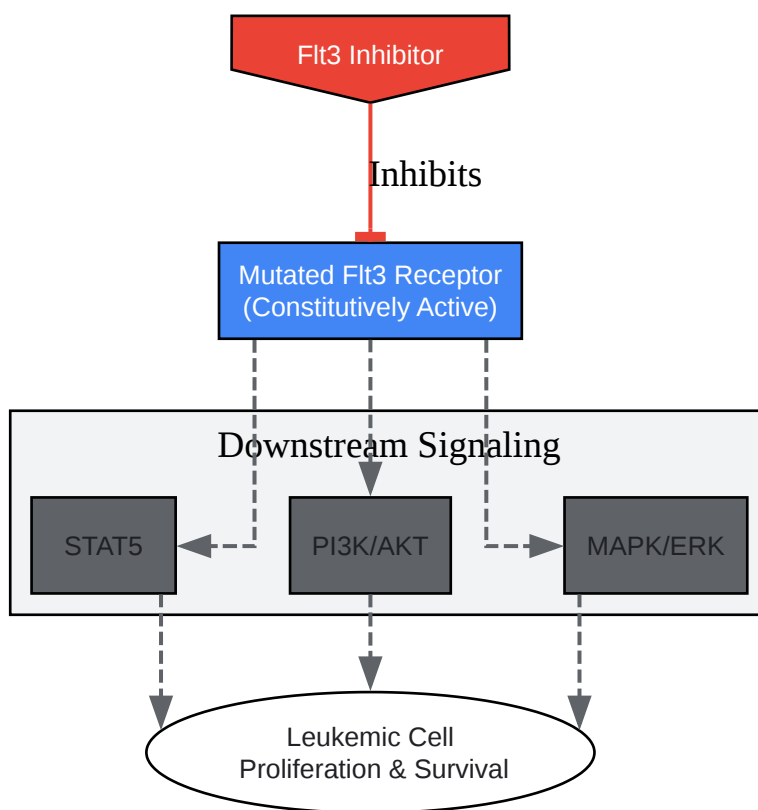 Flt3 Inhibitor
Inhibits
Mutated Flt3 Receptor
(Constitutively Active)
Downstream Signaling
STAT5
PI3K/AKT
MAPK/ERK
Leukemic Cell
Proliferation & Survival